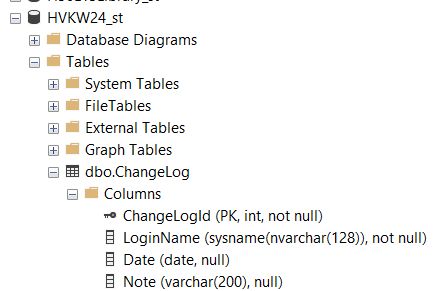 HVKW24_st
Database Diagrams
Tables
System Tables
FileTables
External Tables
Graph Tables
dbo.ChangeLog
Columns
ChangeLogId (PK, int, not null)
LoginName (sysname(nvarchar(128)), not null)
Date (date, null)
Note (varchar(200), null)